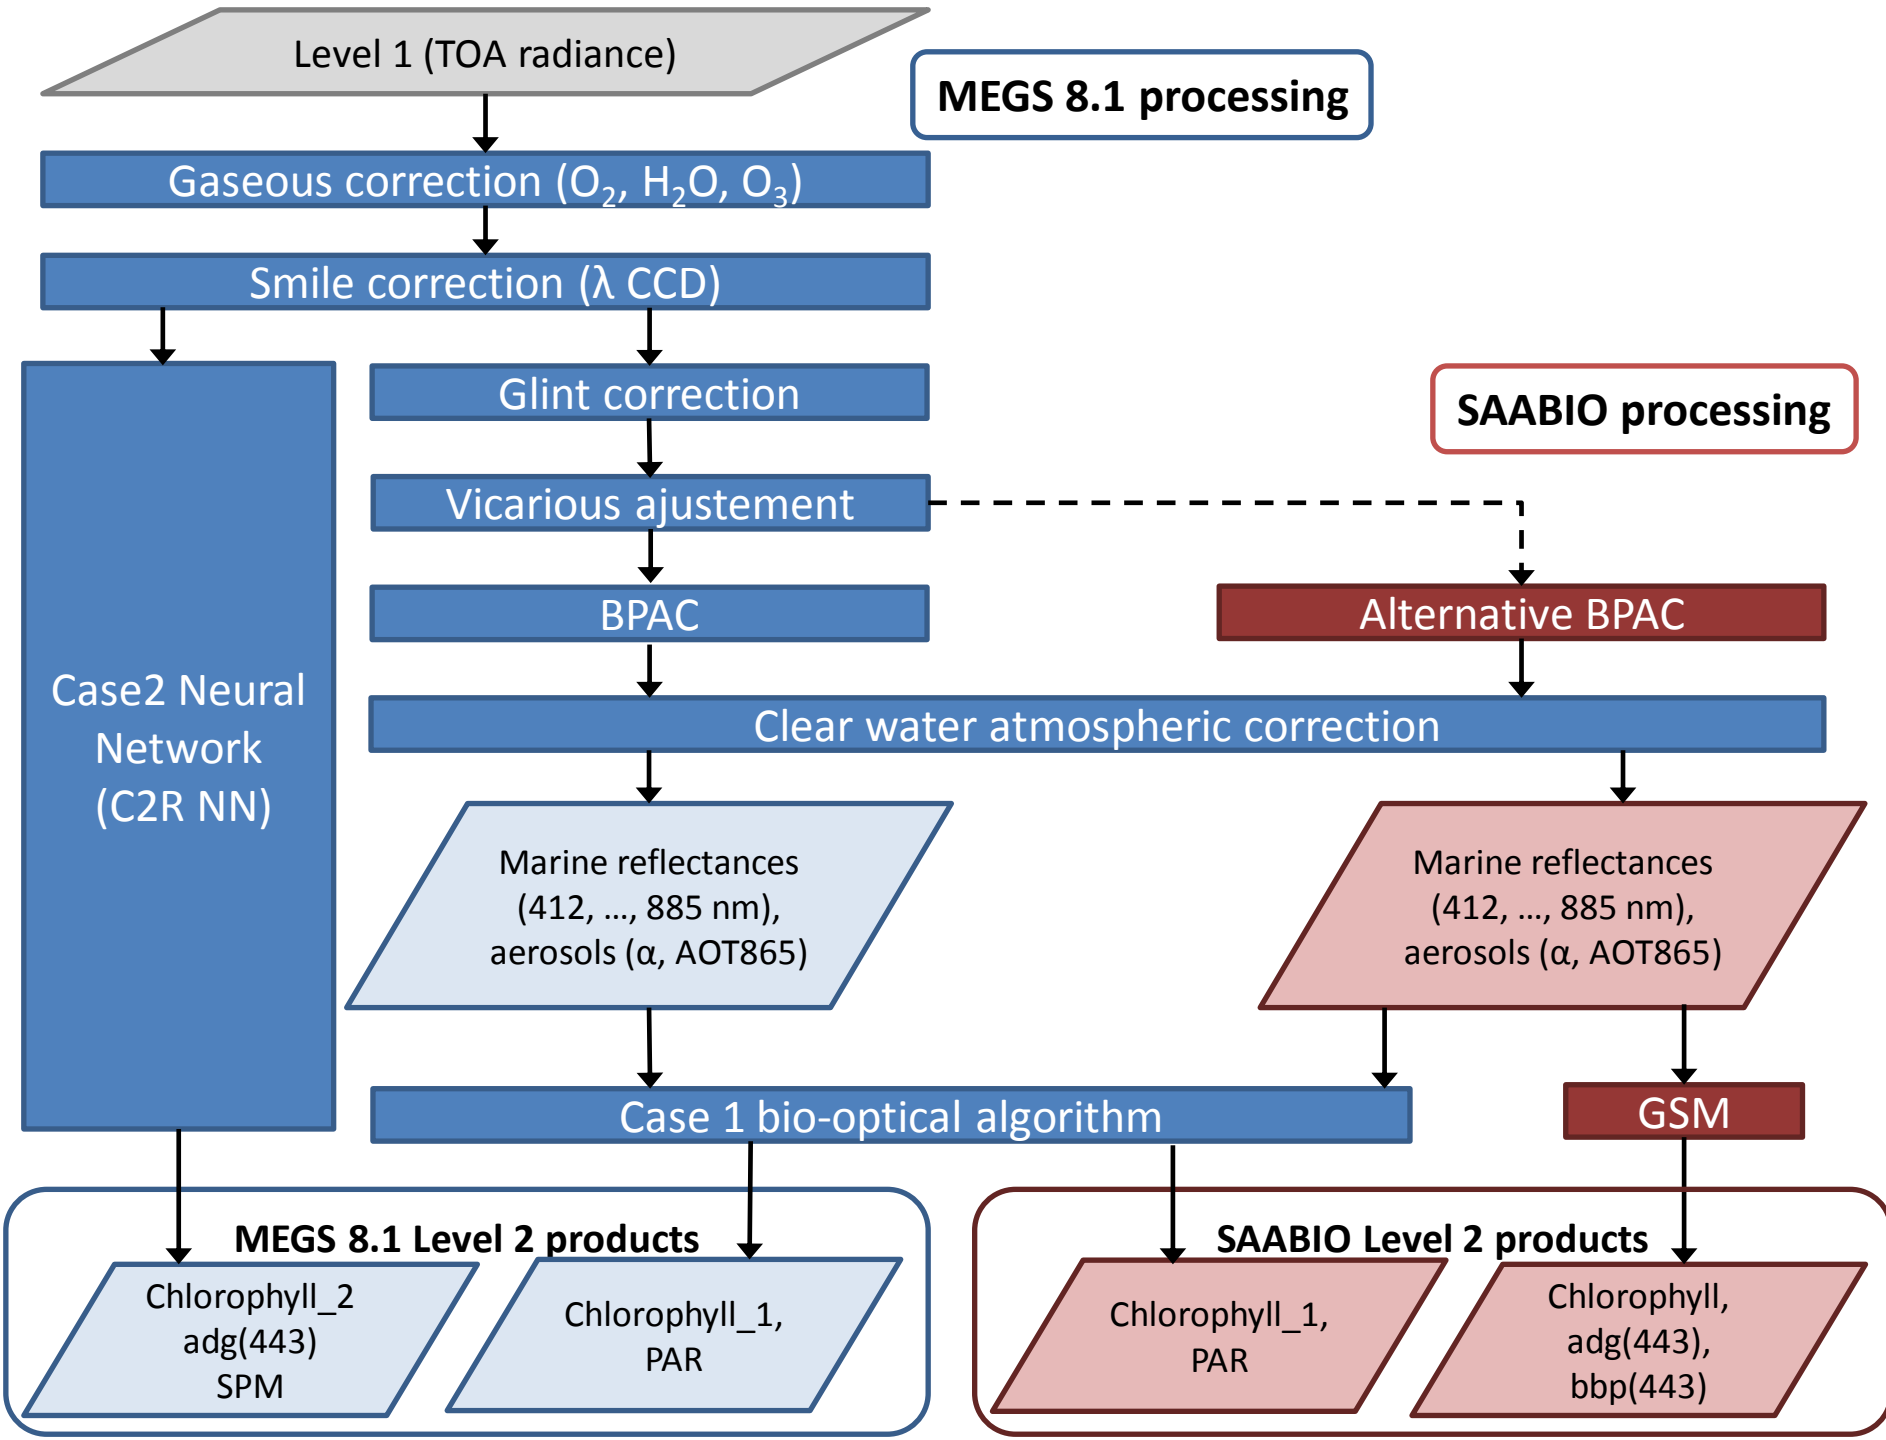 Level 1 (TOA radiance)
MEGS 8.1 processing
Gaseous correction (O₂, H₂O, O₃)
Smile correction (λ CCD)
Glint correction
SAABIO processing
Vicarious ajustement
BPAC
Alternative BPAC
Case2 Neural
Network
(C2R NN)
Clear water atmospheric correction
Marine reflectances
(412, ..., 885 nm),
aerosols (α, AOT865)
Marine reflectances
(412, ..., 885 nm),
aerosols (α, AOT865)
Case 1 bio-optical algorithm
GSM
MEGS 8.1 Level 2 products
Chlorophyll_2
adg(443)
SPM
Chlorophyll_1,
PAR
SAABIO Level 2 products
Chlorophyll_1,
PAR
Chlorophyll,
adg(443),
bbp(443)